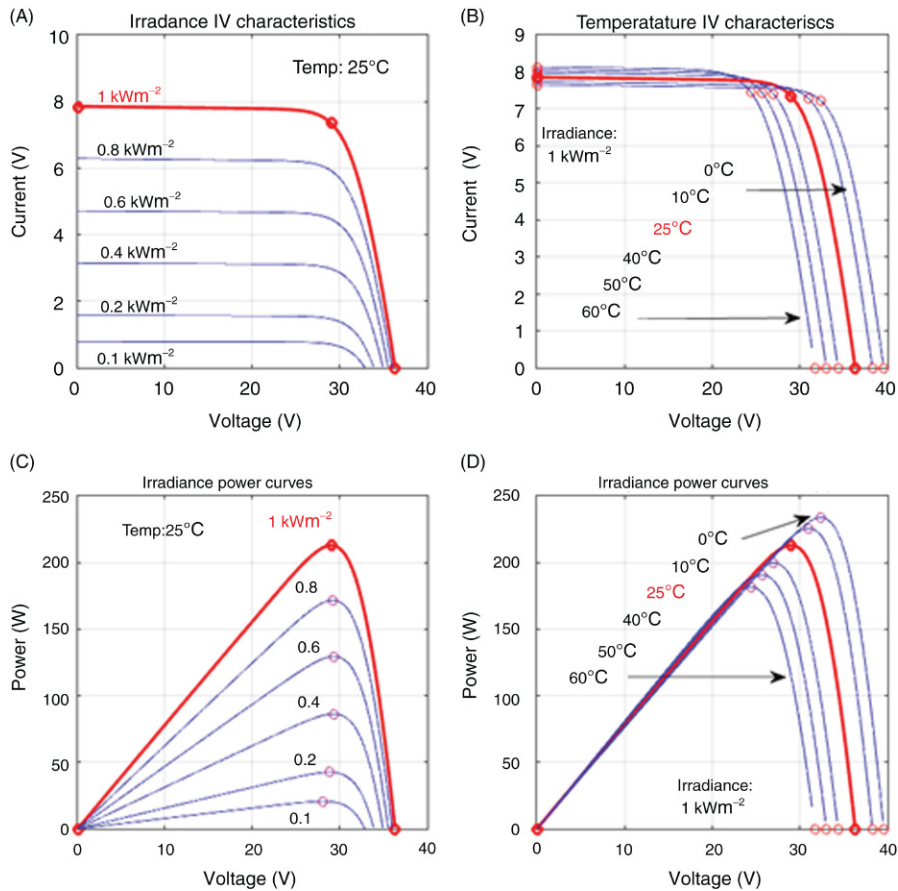 (A)
Irradance IV characteristics
10
8
6
4
2
0
Current (V)
Temp: 25°C
1 kWm−2
0.8 kWm−2
0.6 kWm−2
0.4 kWm−2
0.2 kWm−2
0.1 kWm−2
0 10 20 30 40
Voltage (V)
(B)
Temperatature IV characteriscs
9
8
7
6
5
4
3
2
1
0
Current (V)
Irradiance:
1 kWm−2
0°C
10°C
25°C
40°C
50°C
60°C
0 10 20 30 40
Voltage (V)
(C)
Irradiance power curves
250
200
150
100
50
0
Power (W)
Temp:25°C
1 kWm−2
0.8
0.6
0.4
0.2
0.1
0 10 20 30 40
Voltage (V)
(D)
Irradiance power curves
250
200
150
100
50
0
Power (W)
0°C
10°C
25°C
40°C
50°C
60°C
Irradiance:
1 kWm−2
0 10 20 30 40
Voltage (V)